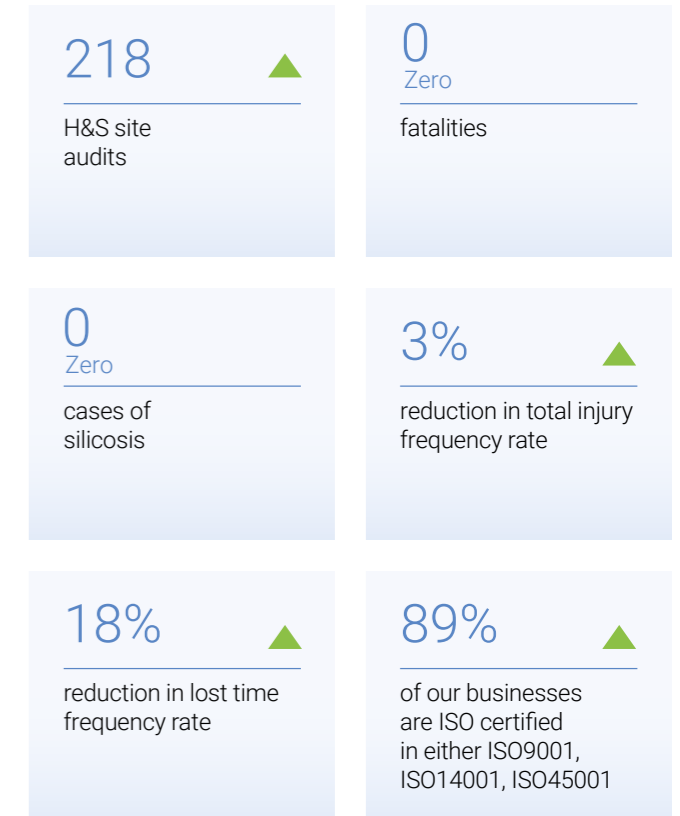 218
H&S site
audits
0
Zero
fatalities
0
Zero
cases of
silicosis
3%
reduction in total injury
frequency rate
18%
reduction in lost time
frequency rate
89%
of our businesses
are ISO certified
in either ISO9001,
ISO14001, ISO45001